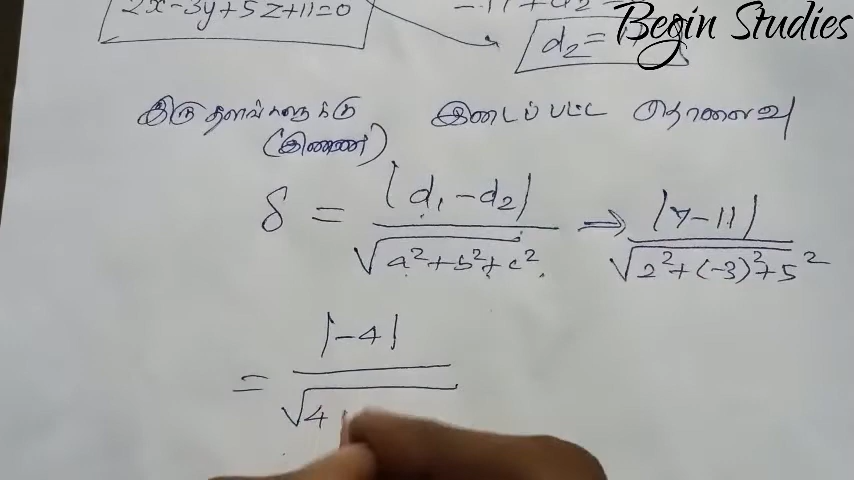 2x-3y+5z+11=0
d₂=
Begin Studies
இரு தளங்களுக்கு இடைப்பட்ட தொலைவு
(இணை)
δ = |d₁-d₂| / √a²+b²+c² ⇒ |7-11| / √2²+(-3)²+5²
= |-4| / √4